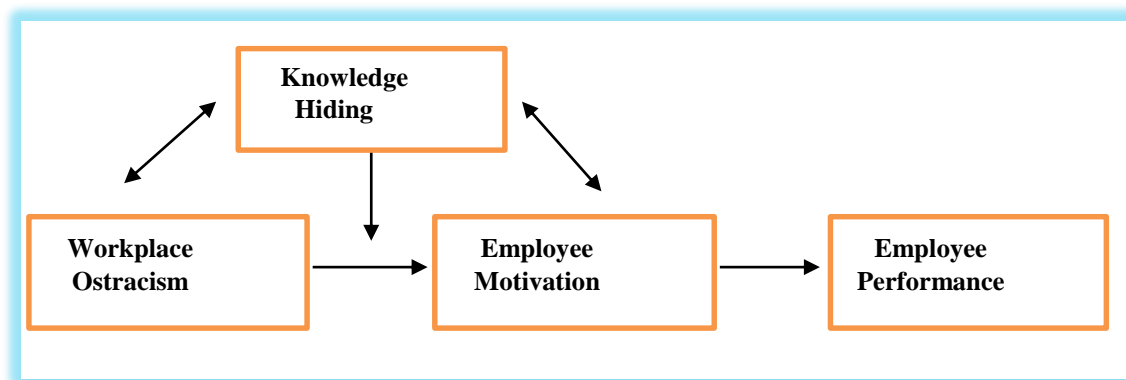 Knowledge
Hiding
Workplace
Ostracism
Employee
Motivation
Employee
Performance